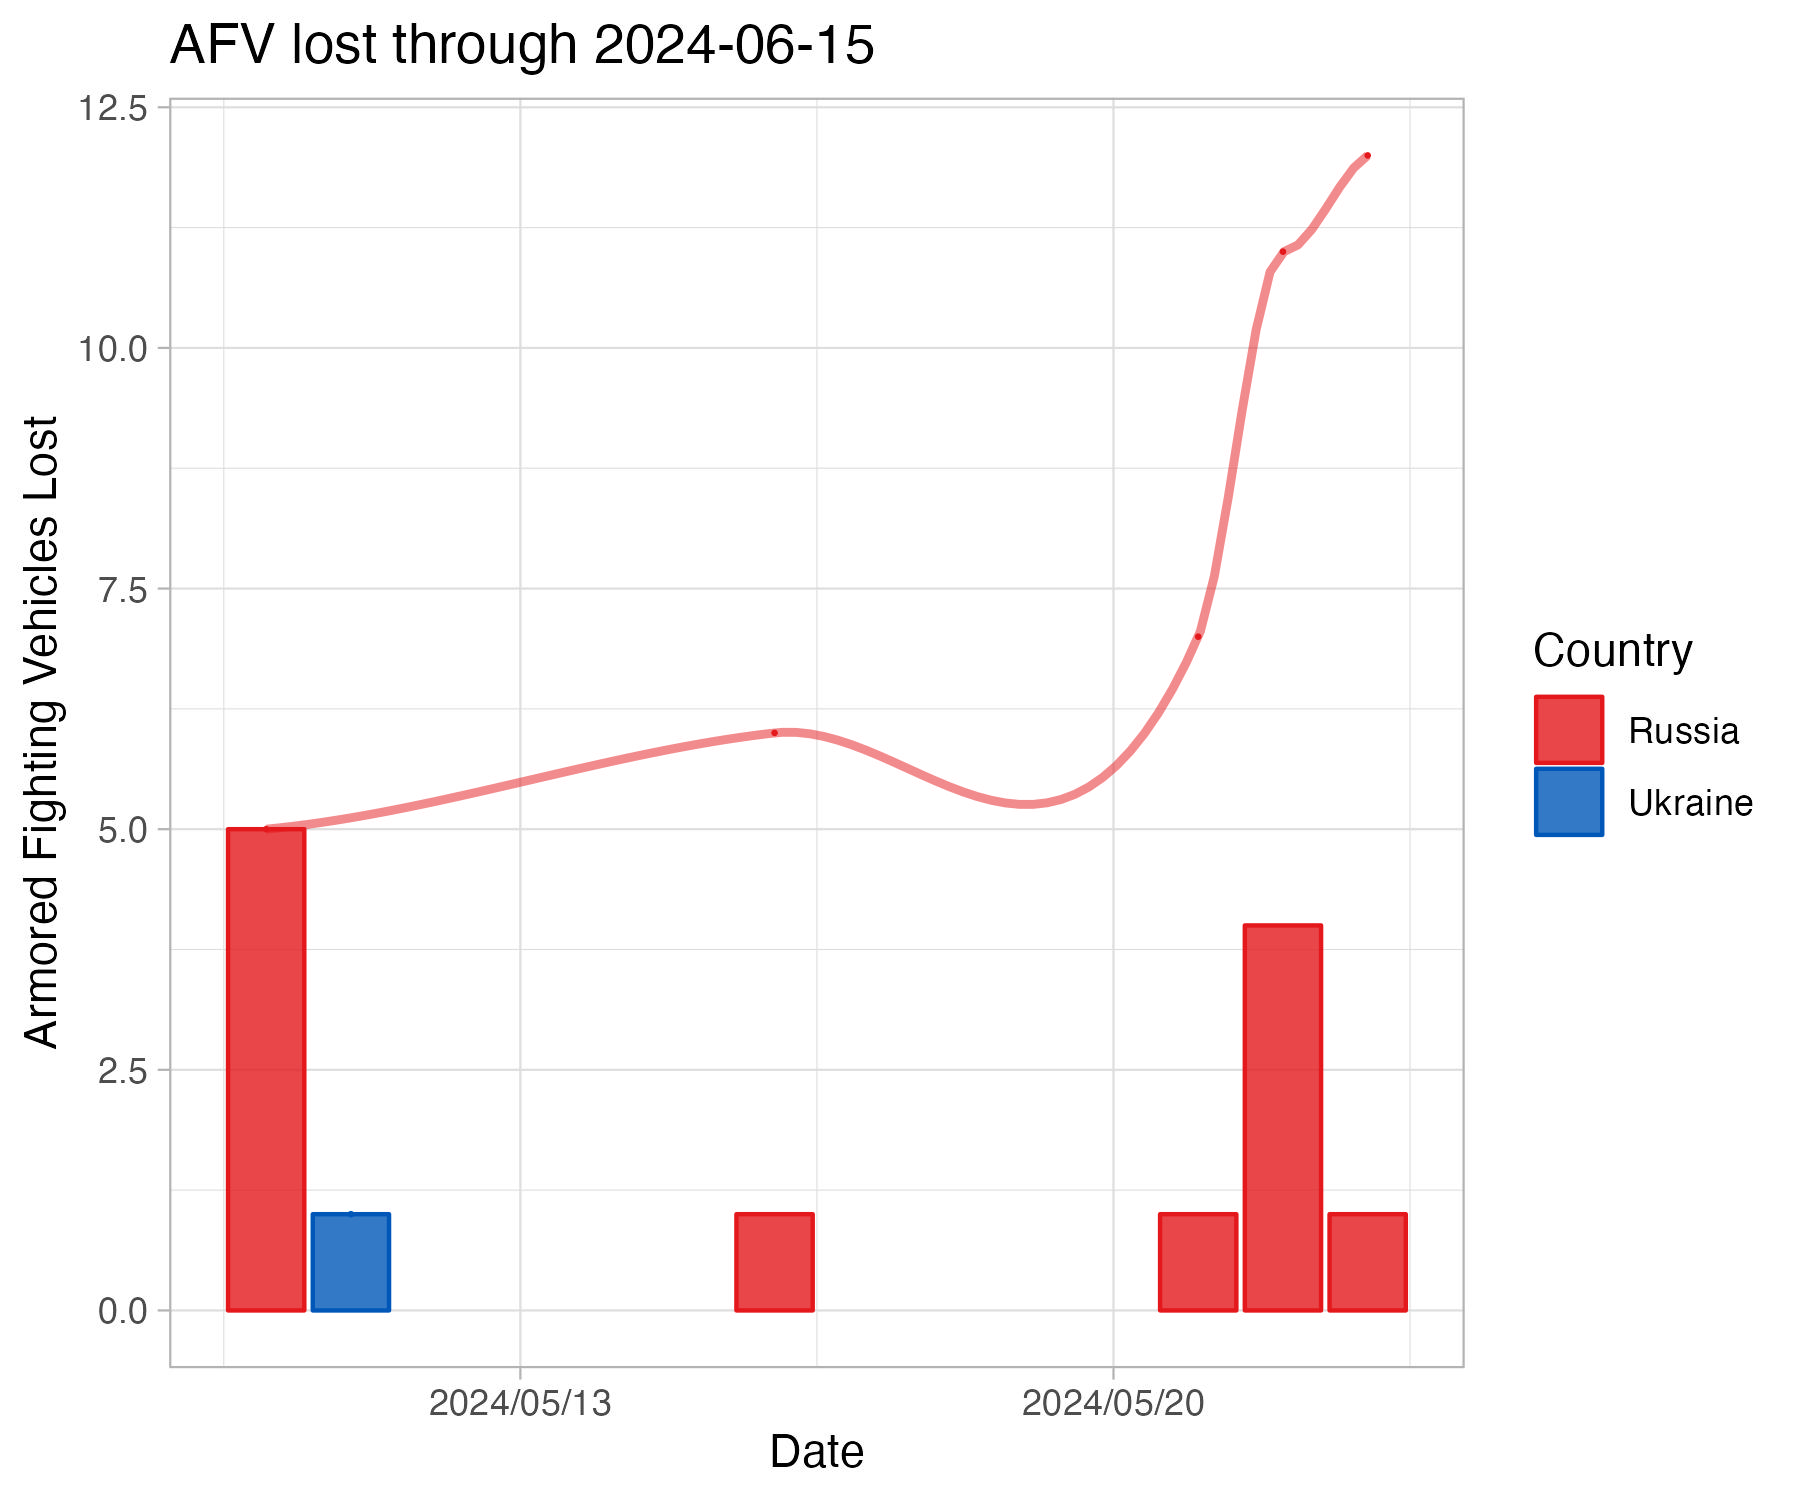 AFV lost through 2024-06-15
12.5
10.0
7.5
5.0
2.5
0.0
Armored Fighting Vehicles Lost
2024/05/13
2024/05/20
Date
Country
Russia
Ukraine